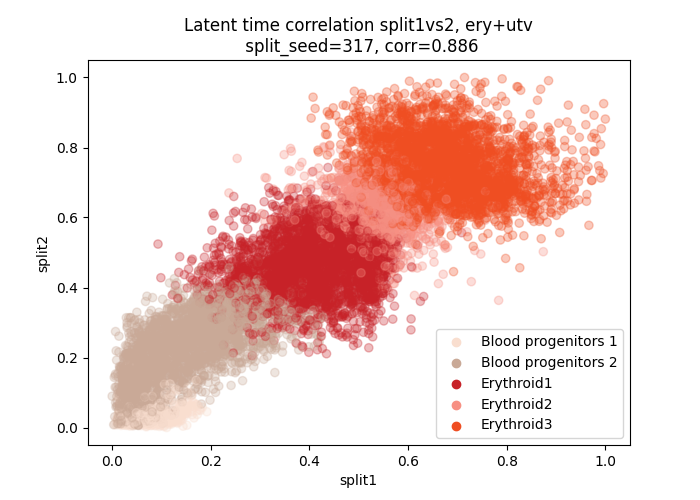 Latent time correlation split1vs2, ery+utv
split_seed=317, corr=0.886
1.0
0.8
0.6
0.4
0.2
0.0
split2
Blood progenitors 1
Blood progenitors 2
Erythroid1
Erythroid2
Erythroid3
0.0 0.2 0.4 0.6 0.8 1.0
split1